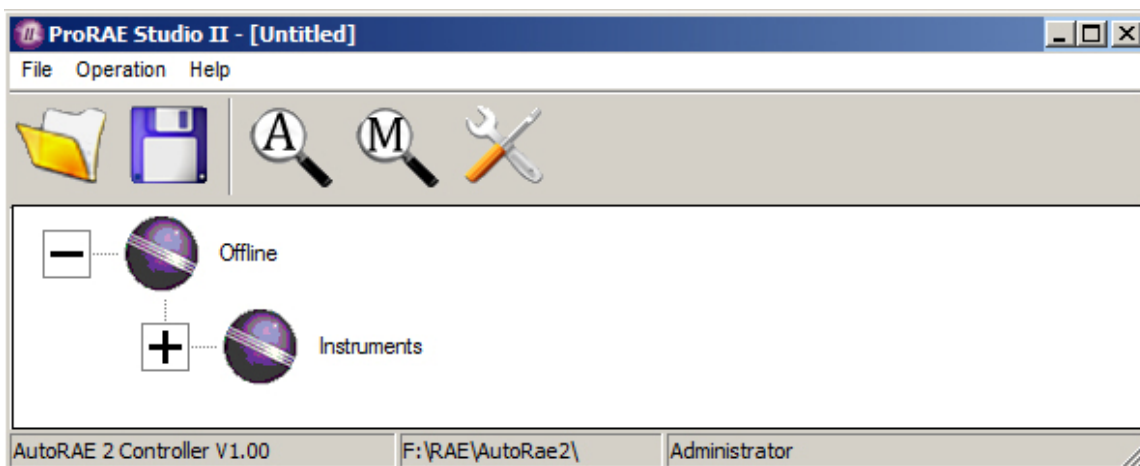 ProRAE Studio II - [Untitled]
File Operation Help
A M
Offline
Instruments
AutoRAE 2 Controller V1.00 F:\RAE\AutoRae2\ Administrator